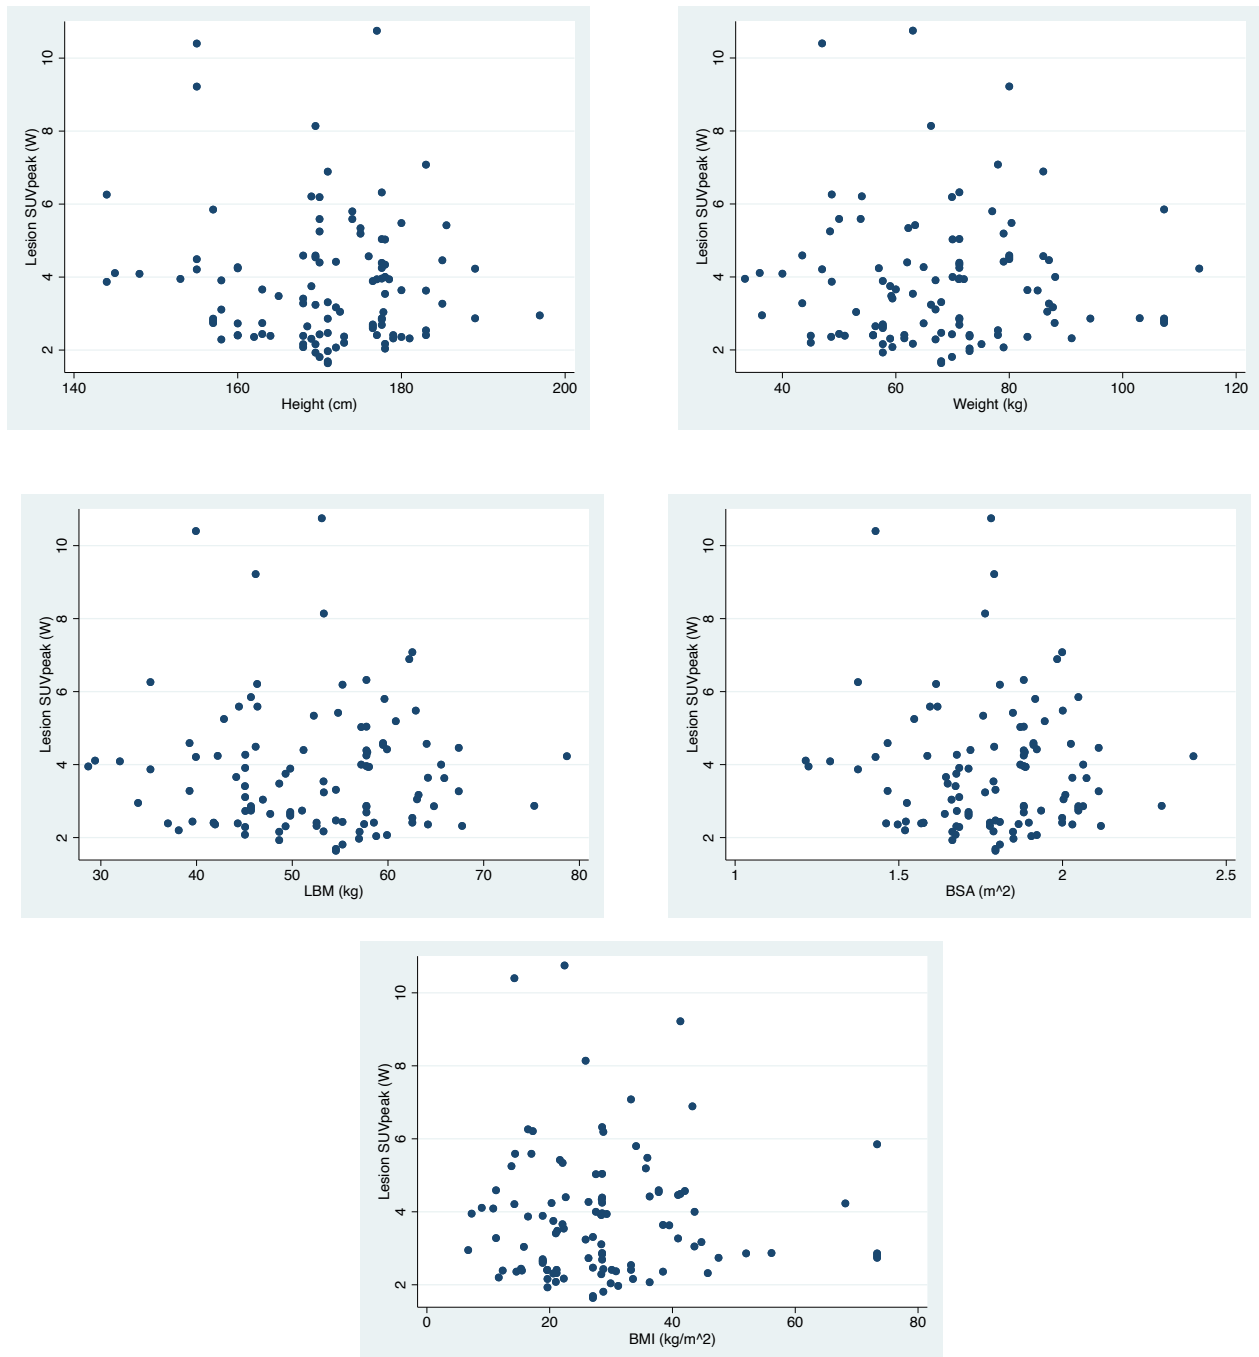 Lesion SUVpeak (W)
10
8
6
4
2
140 160 180 200
Height (cm)
Lesion SUVpeak (W)
10
8
6
4
2
40 60 80 100 120
Weight (kg)
Lesion SUVpeak (W)
10
8
6
4
2
30 40 50 60 70 80
LBM (kg)
Lesion SUVpeak (W)
10
8
6
4
2
1 1.5 2 2.5
BSA (m^2)
Lesion SUVpeak (W)
10
8
6
4
2
0 20 40 60 80
BMI (kg/m^2)